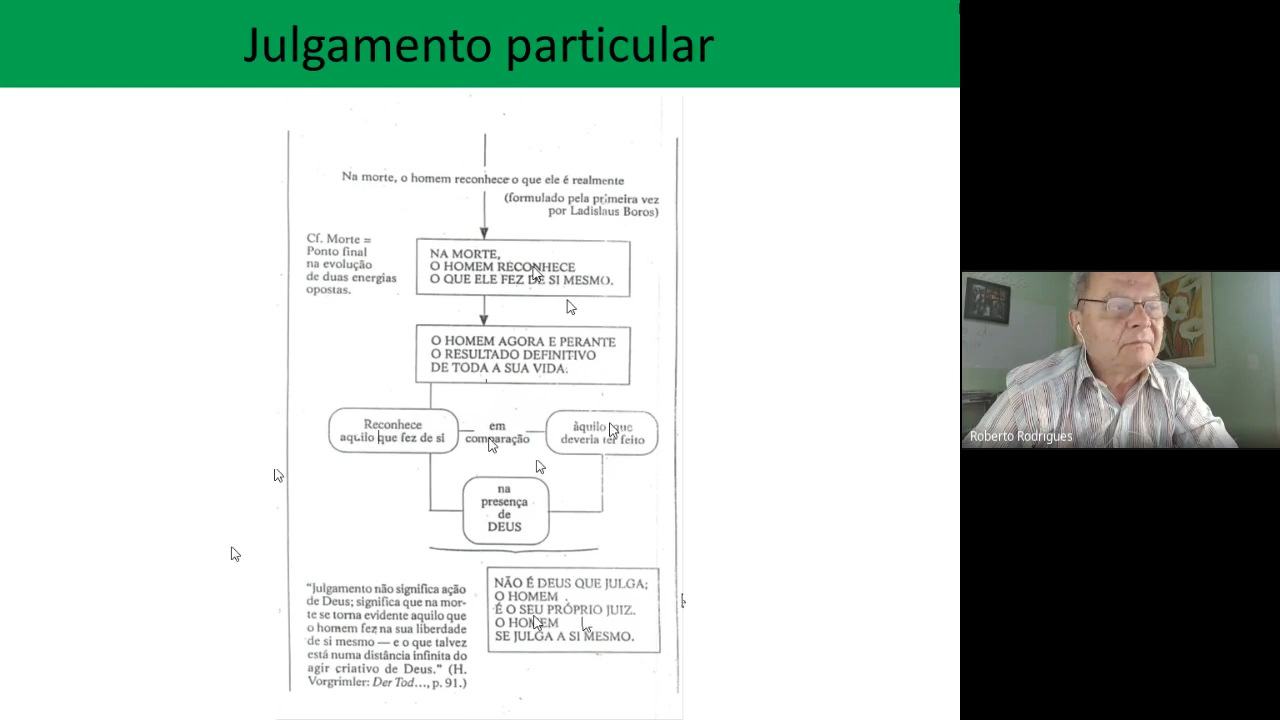 Julgamento particular
Na morte, o homem reconhece o que ele é realmente
(formulado pela primeira vez
por Ladislaus Boros)
Cf. Morte =
Ponto final
na evolução
de duas energias
opostas.
NA MORTE,
O HOMEM RECONHECE
O QUE ELE FEZ DE SI MESMO.
O HOMEM AGORA E PERANTE
O RESULTADO DEFINITIVO
DE TODA A SUA VIDA.
Reconhece
aquilo que fez de si
em
comparação
àquilo que
deveria ter feito
na
presença
de
DEUS
"Julgamento não significa ação
de Deus; significa que na mor-
te se torna evidente aquilo que
o homem fez na sua liberdade
de si mesmo — e o que talvez
está numa distância infinita do
agir criativo de Deus." (H.
Vorgrimler: Der Tod..., p. 91.)
NÃO É DEUS QUE JULGA;
O HOMEM
É O SEU PRÓPRIO JUIZ.
O HOMEM
SE JULGA A SI MESMO.
Roberto Rodrigues